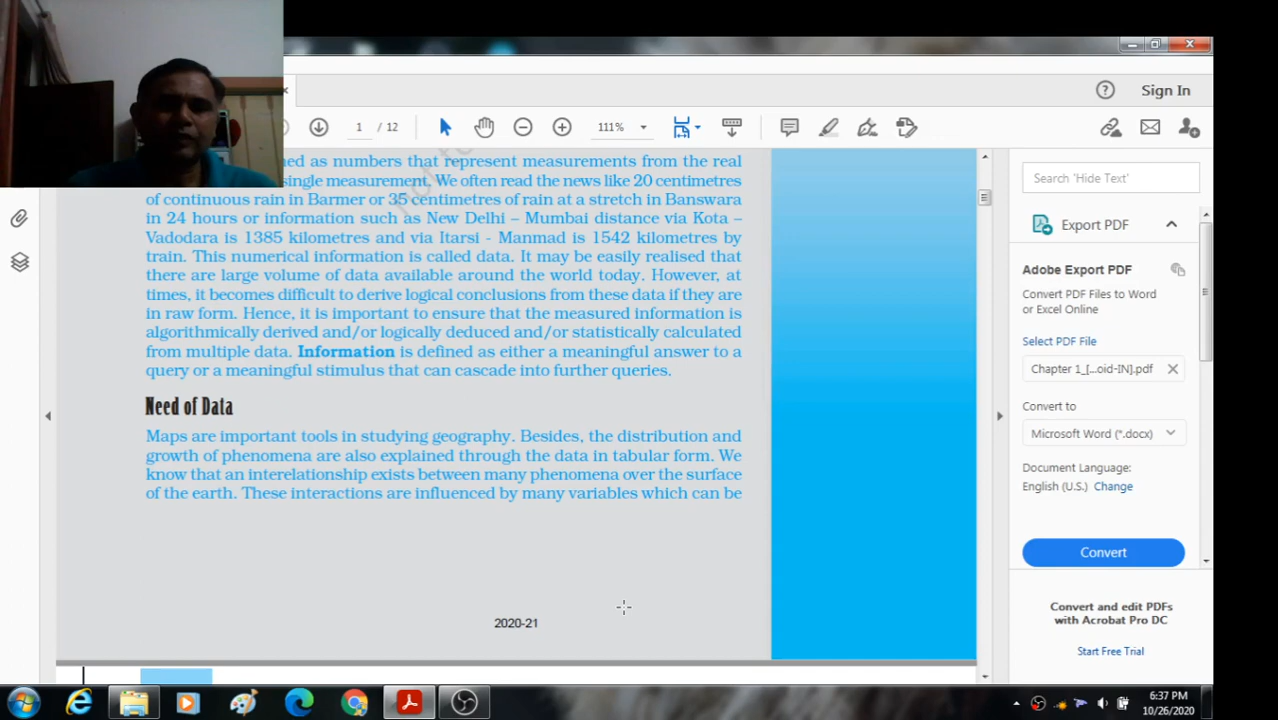 Sign In
1 / 12
111%
ned as numbers that represent measurements from the real
single measurement. We often read the news like 20 centimetres
of continuous rain in Barmer or 35 centimetres of rain at a stretch in Banswara
in 24 hours or information such as New Delhi – Mumbai distance via Kota –
Vadodara is 1385 kilometres and via Itarsi - Manmad is 1542 kilometres by
train. This numerical information is called data. It may be easily realised that
there are large volume of data available around the world today. However, at
times, it becomes difficult to derive logical conclusions from these data if they are
in raw form. Hence, it is important to ensure that the measured information is
algorithmically derived and/or logically deduced and/or statistically calculated
from multiple data. Information is defined as either a meaningful answer to a
query or a meaningful stimulus that can cascade into further queries.
Need of Data
Maps are important tools in studying geography. Besides, the distribution and
growth of phenomena are also explained through the data in tabular form. We
know that an interelationship exists between many phenomena over the surface
of the earth. These interactions are influenced by many variables which can be
2020-21
Search 'Hide Text'
Export PDF
Adobe Export PDF
Convert PDF Files to Word
or Excel Online
Select PDF File
Chapter 1_[...oid-IN].pdf
Convert to
Microsoft Word (*.docx)
Document Language:
English (U.S.) Change
Convert
Convert and edit PDFs
with Acrobat Pro DC
Start Free Trial
6:37 PM
10/26/2020